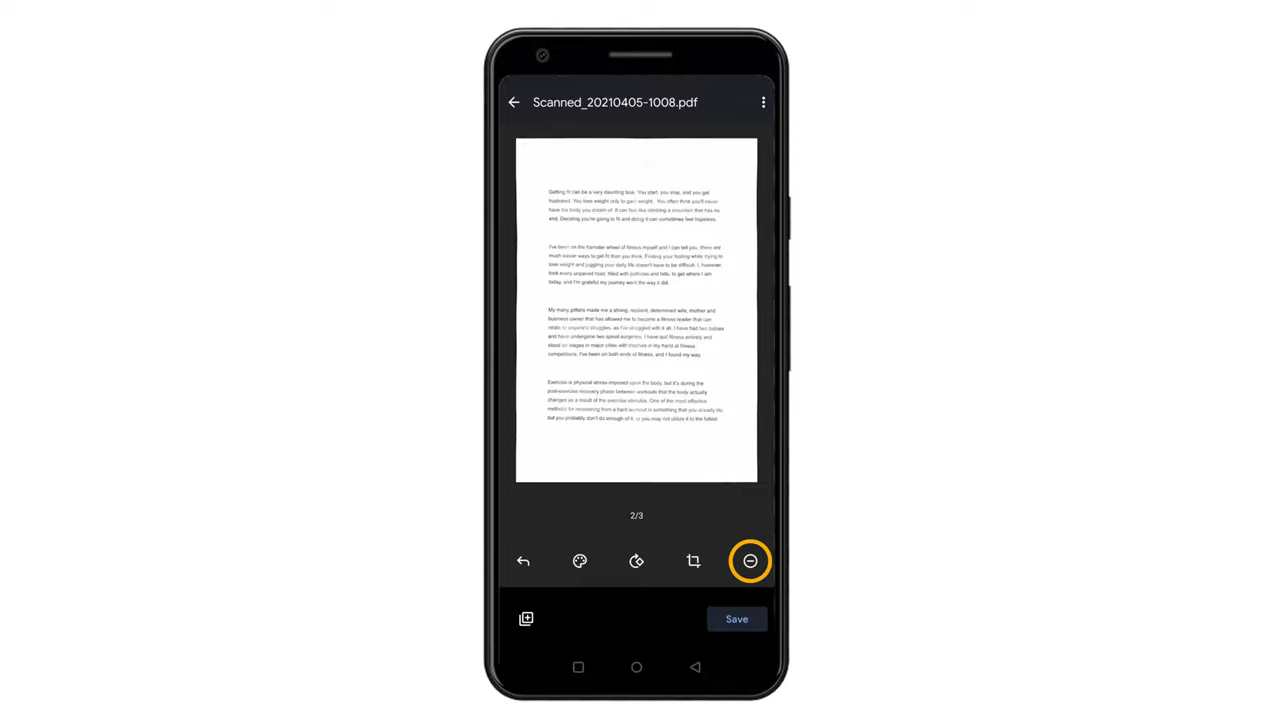 Scanned_20210405-1008.pdf
Getting fit can be a very daunting task. You start, you stop, and you get
frustrated. You lose weight only to gain weight. You often think you'll never
have the body you dream of. It can feel like climbing a mountain that has no
end. Deciding you're going to fit and doing it can sometimes feel hopeless.
I've been on the hamster wheel of fitness myself and I can tell you, there are
much easier ways to get fit than you think. Finding your footing while trying to
lose weight and juggling your daily life doesn't have to be difficult. I, however,
took every unpaved road, filled with potholes and hills, to get where I am
today, and I'm grateful my journey went the way it did.
My many pitfalls made me a strong, resilient, determined wife, mother and
business owner that has allowed me to become a fitness leader that can
relate to anyone's struggles, as I've struggled with it all. I have had two babies
and have undergone two spinal surgeries. I have quit fitness entirely and
stood on stages in major cities with trophies in my hand at fitness
competitions. I've been on both ends of fitness, and I found my way.
Exercise is physical stress imposed upon the body, but it's during the
post-exercise recovery phase between workouts that the body actually
changes as a result of the exercise stimulus. One of the most effective
methods for recovering from a hard workout is something that you already do,
but you probably don't do enough of it, or you may not utilize it to the fullest
2/3
Save